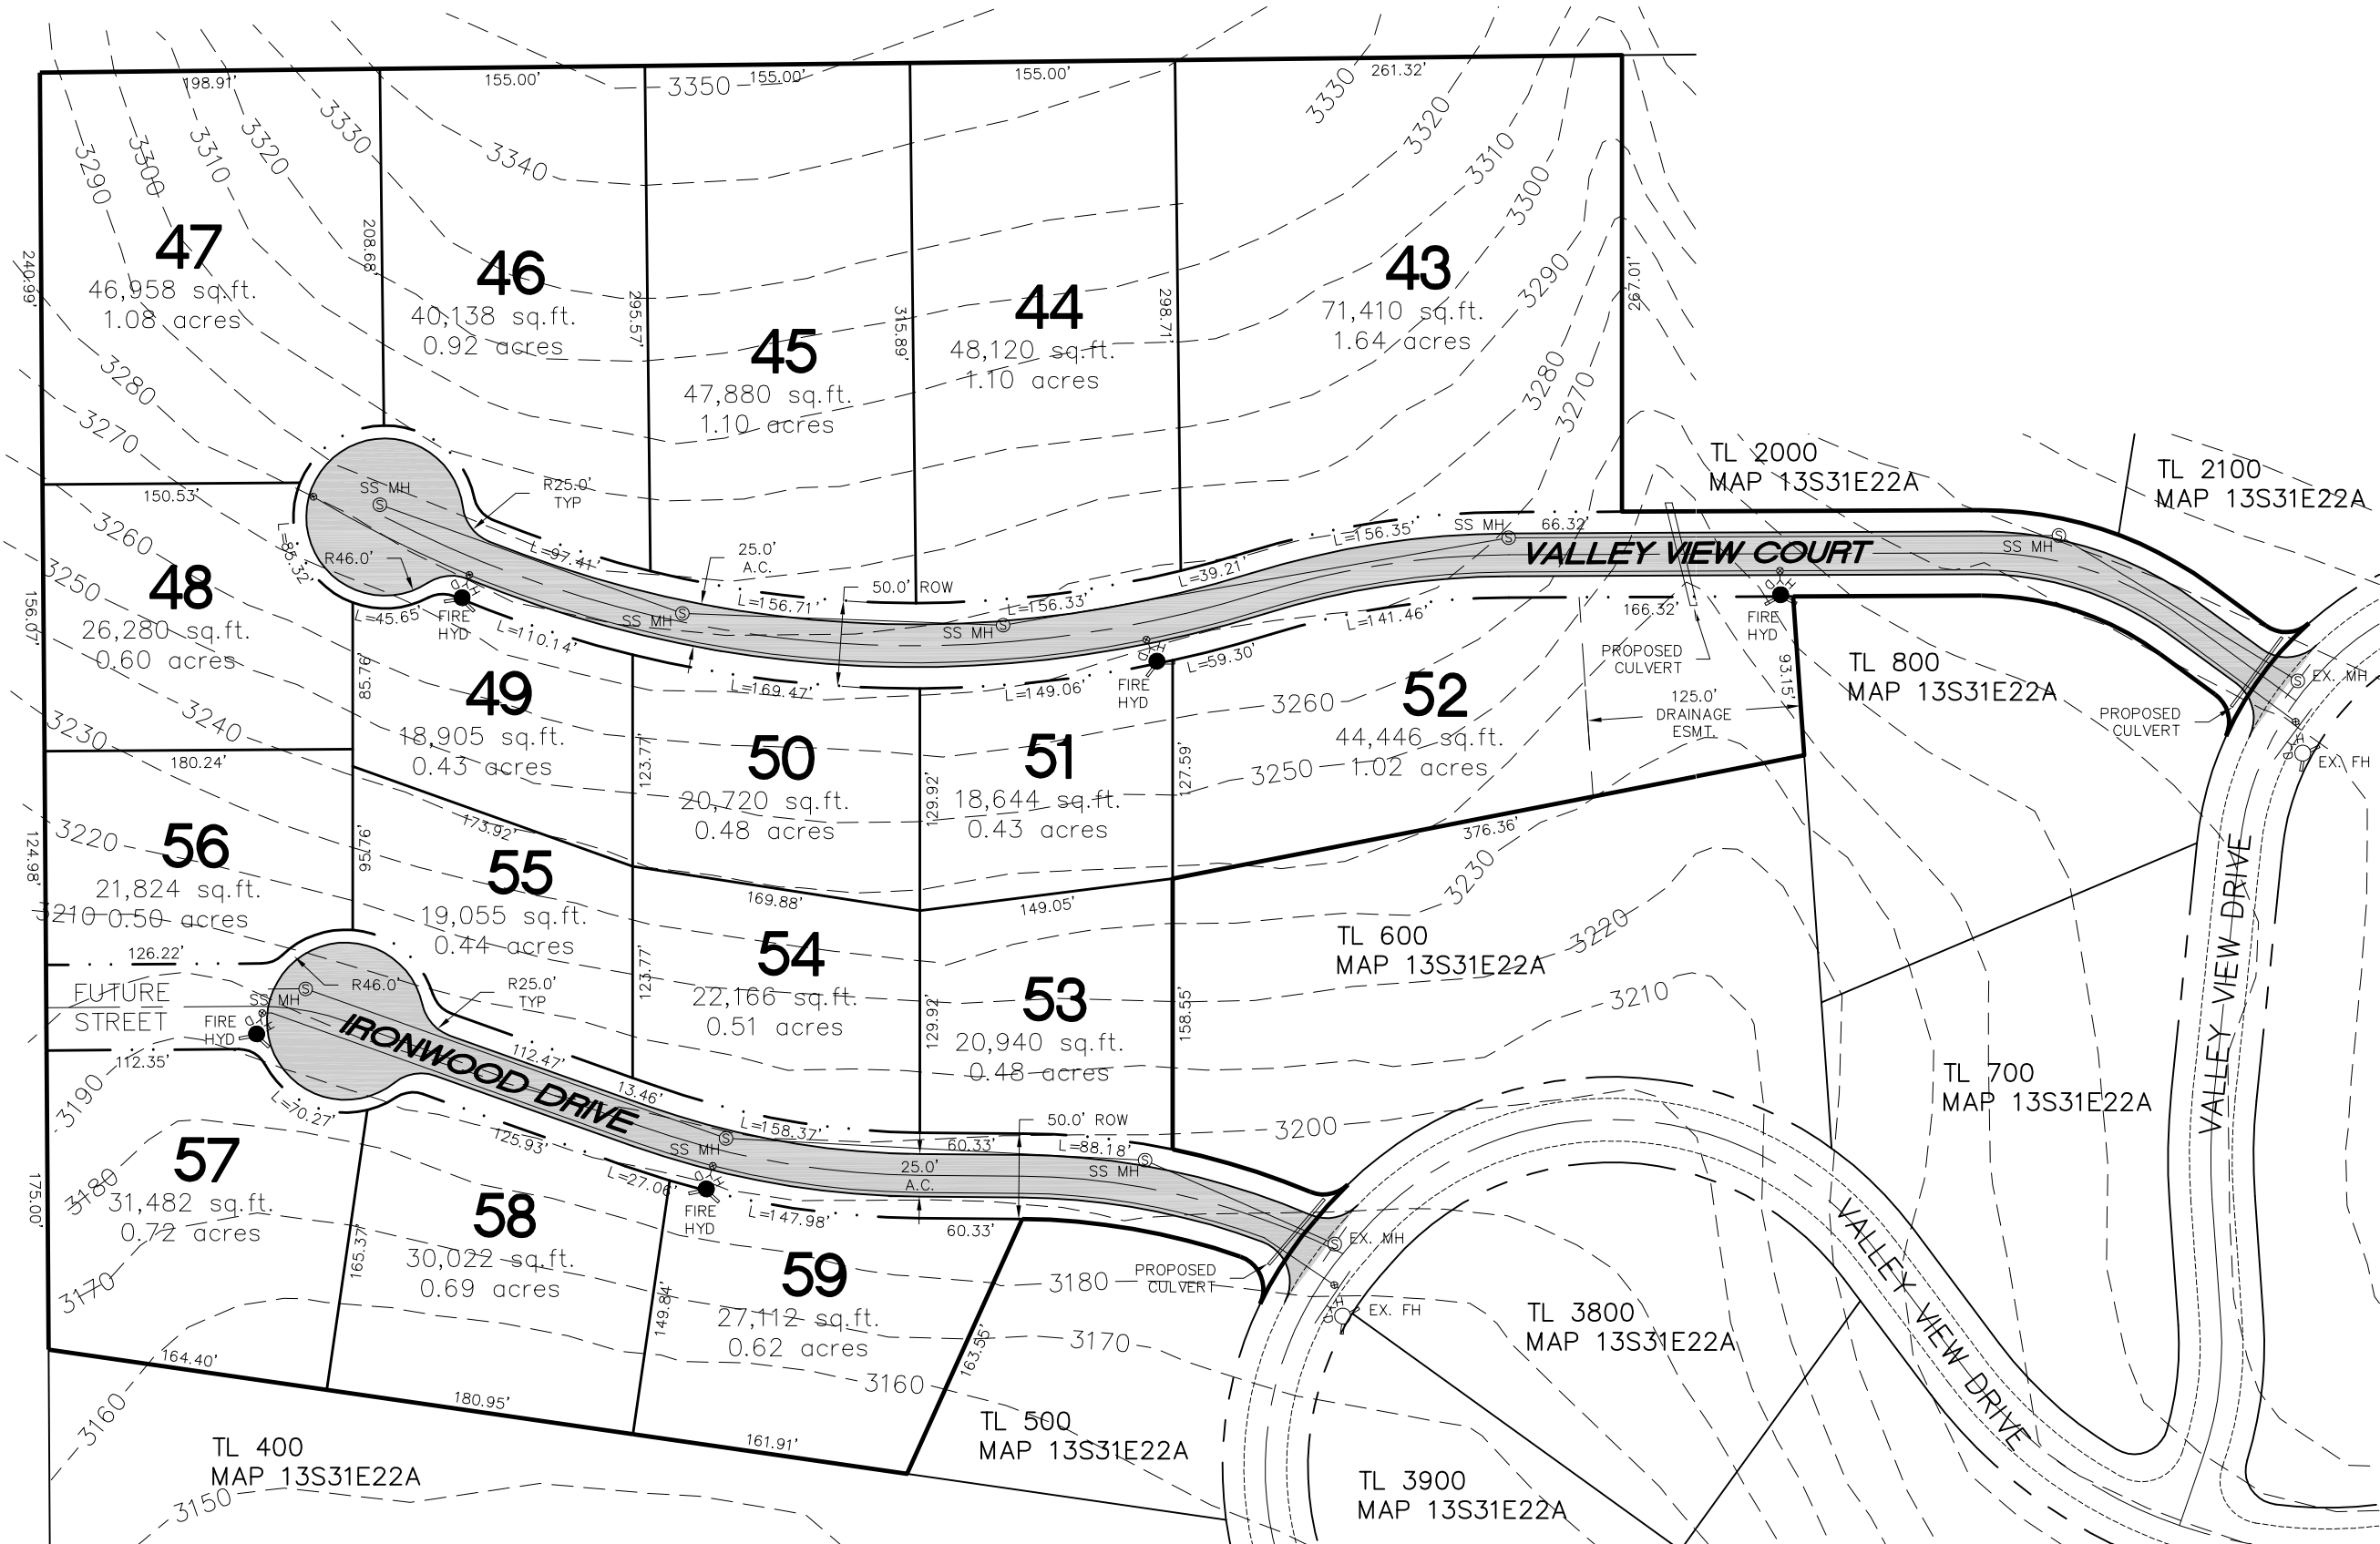 198.91'
155.00'
155.00'
155.00'
261.32'
3350
3340
3330
3320
3310
3300
3290
3330
3320
3310
3300
3290
3280
3270
240.99'
208.68'
295.57'
315.89'
298.71'
267.01'
47
46,958 sq.ft.
1.08 acres
46
40,138 sq.ft.
0.92 acres
45
47,880 sq.ft.
1.10 acres
44
48,120 sq.ft.
1.10 acres
43
71,410 sq.ft.
1.64 acres
3280
3270
3260
3250
3240
3230
3220
3210
150.53'
SS MH
R25.0'
TYP
R46.0'
L=85.32'
L=45.65'
FIRE
HYD
HYD
L=97.41'
L=110.14'
25.0'
A.C.
L=156.71'
50.0' ROW
SS MH
SS MH
L=156.33'
L=39.21'
L=156.35'
SS MH
66.32'
VALLEY VIEW COURT
TL 2000
MAP 13S31E22A
TL 2100
MAP 13S31E22A
SS MH
48
26,280 sq.ft.
0.60 acres
156.07'
85.76'
180.24'
49
18,905 sq.ft.
0.43 acres
123.77'
L=169.47'
50
20,720 sq.ft.
0.48 acres
129.92'
L=149.06'
51
18,644 sq.ft.
0.43 acres
FIRE
HYD
HYD
L=59.30'
127.59'
L=141.46'
3260
3250
52
44,446 sq.ft.
1.02 acres
PROPOSED
CULVERT
166.32'
125.0'
DRAINAGE
ESMT.
FIRE
HYD
HYD
93.15'
376.36'
TL 800
MAP 13S31E22A
PROPOSED
CULVERT
EX. MH
HYD
EX. FH
56
21,824 sq.ft.
0.50 acres
124.98'
95.76'
173.92'
55
19,055 sq.ft.
0.44 acres
123.77'
169.88'
54
22,166 sq.ft.
0.51 acres
129.92'
149.05'
53
20,940 sq.ft.
0.48 acres
158.55'
TL 600
MAP 13S31E22A
3230
3220
3210
3200
TL 700
MAP 13S31E22A
VALLEY VIEW DRIVE
126.22'
FUTURE
STREET
SS MH
FIRE
HYD
HYD
112.35'
R46.0'
R25.0'
TYP
IRONWOOD DRIVE
112.47'
13.46'
L=158.37'
60.33'
50.0' ROW
L=88.18'
SS MH
SS MH
25.0'
A.C.
3190
3180
3170
3160
3150
L=70.27'
125.93'
L=27.06'
FIRE
HYD
HYD
L=147.98'
60.33'
57
31,482 sq.ft.
0.72 acres
175.00'
165.37'
58
30,022 sq.ft.
0.69 acres
149.84'
59
27,112 sq.ft.
0.62 acres
163.55'
3180
3170
3160
PROPOSED
CULVERT
EX. MH
HYD
EX. FH
164.40'
180.95'
161.91'
TL 400
MAP 13S31E22A
TL 500
MAP 13S31E22A
TL 3800
MAP 13S31E22A
TL 3900
MAP 13S31E22A
VALLEY VIEW DRIVE